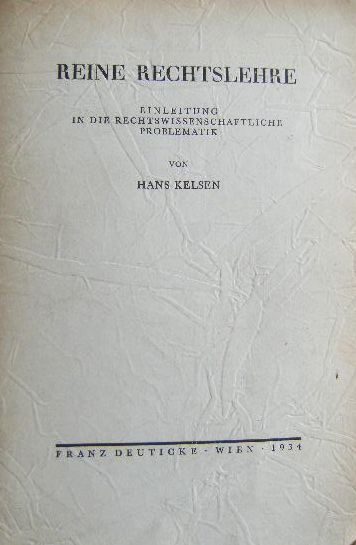 REINE RECHTSLEHRE
EINLEITUNG
IN DIE RECHTSWISSENSCHAFTLICHE
PROBLEMATIK
VON
HANS KELSEN
FRANZ DEUTICKE · WIEN · 1934